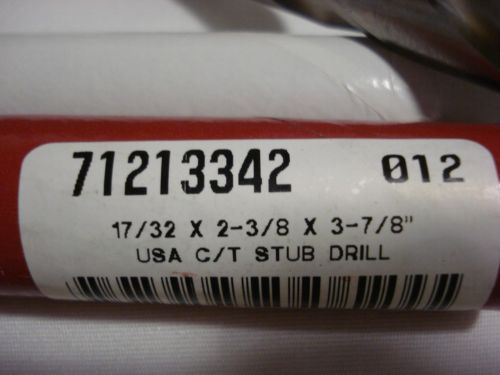 71213342 012
17/32 X 2-3/8 X 3-7/8"
USA C/T STUB DRILL